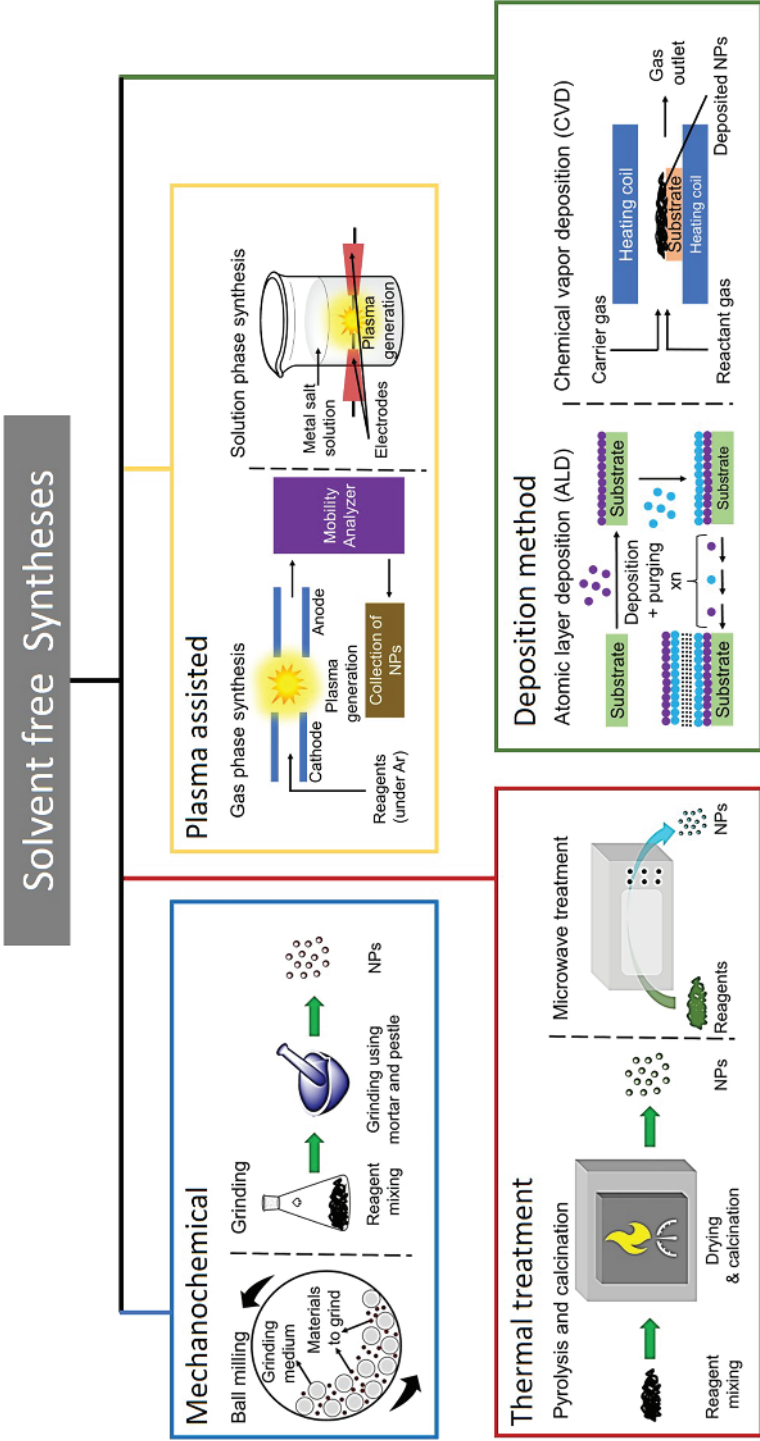 Solvent free Syntheses
Mechanochemical
Ball milling
Grinding
medium
Materials
to grind
Grinding
Reagent
mixing
Grinding using
mortar and pestle
NPs
Plasma assisted
Gas phase synthesis
Cathode
Anode
Plasma
generation
Reagents
(under Ar)
Mobility
Analyzer
Collection of
NPs
Solution phase synthesis
Metal salt
solution
Plasma
generation
Electrodes
Thermal treatment
Pyrolysis and calcination
Reagent
mixing
Drying
& calcination
NPs
Microwave treatment
Reagents
NPs
Deposition method
Atomic layer deposition (ALD)
Substrate
Deposition
+ purging
Substrate
xn
Substrate
Substrate
Chemical vapor deposition (CVD)
Carrier gas
Reactant gas
Heating coil
Substrate
Heating coil
Gas
outlet
Deposited NPs